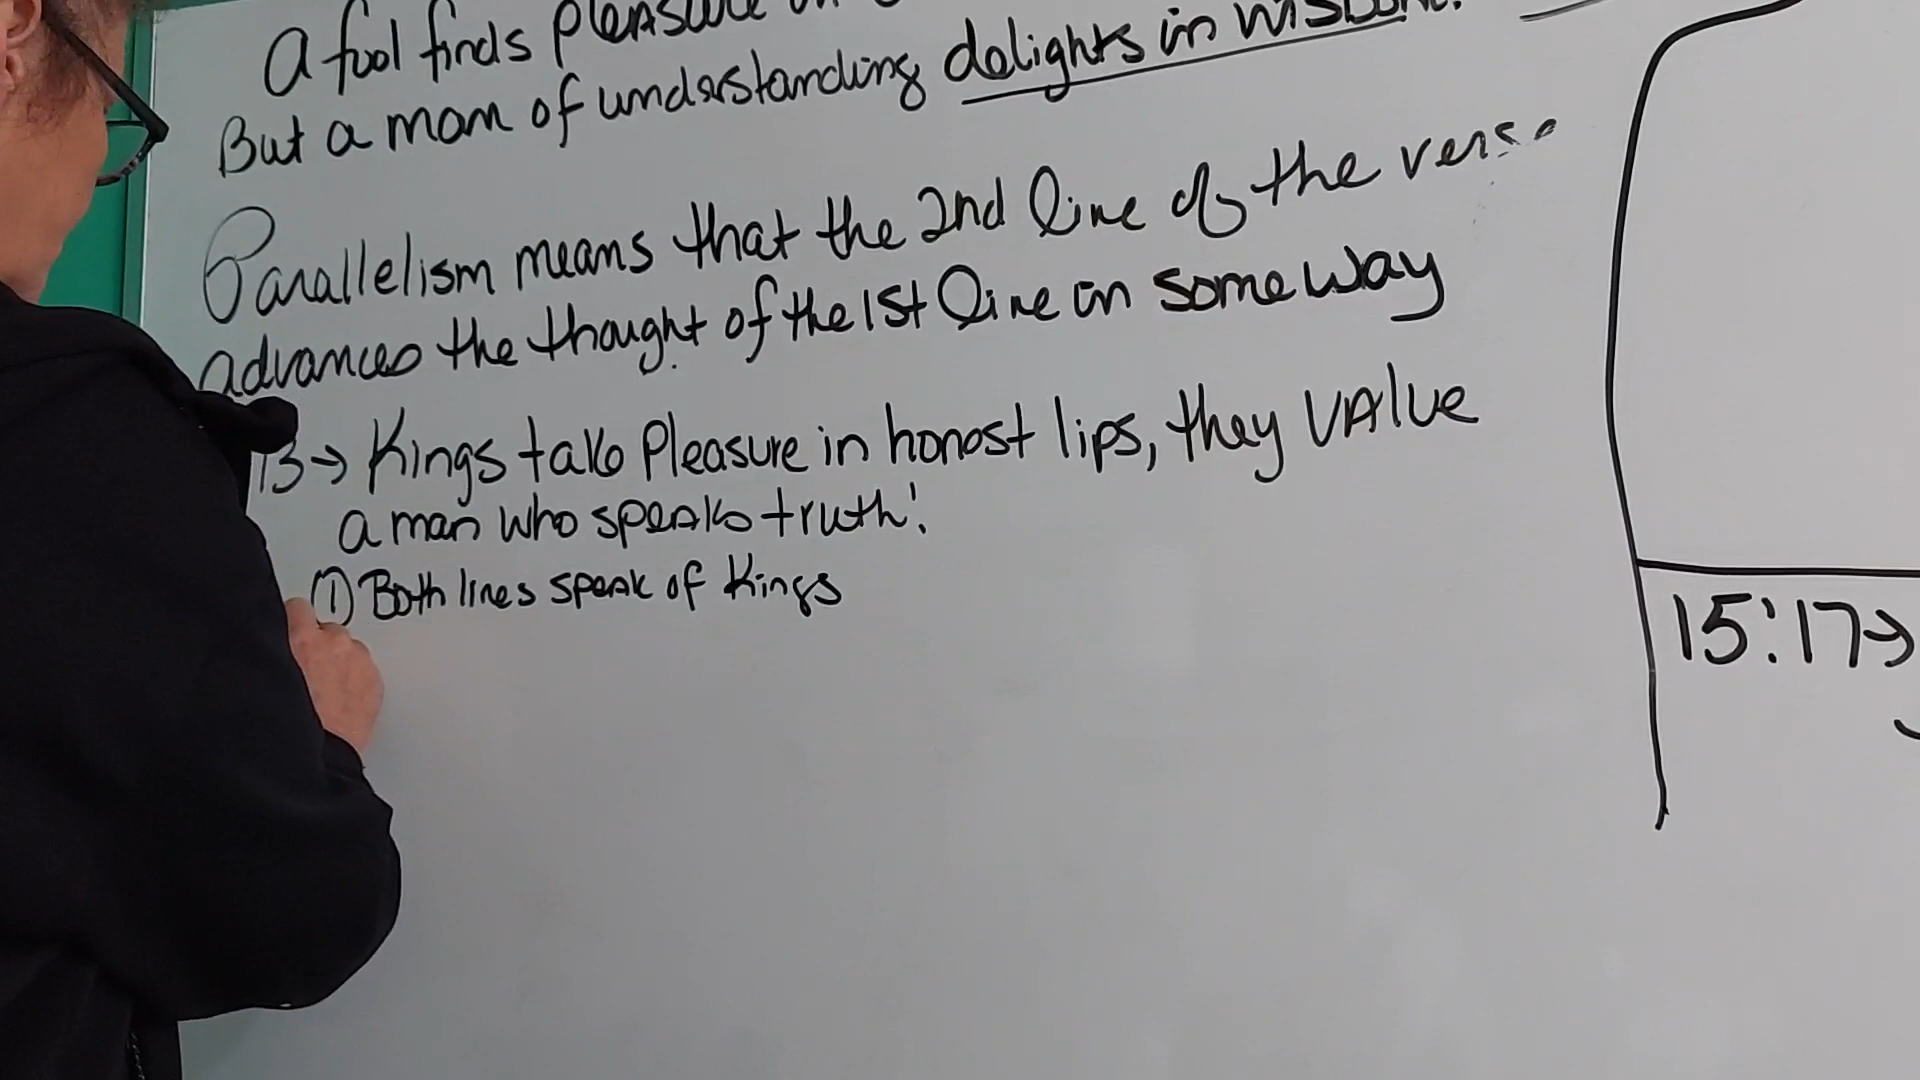 A fool finds pleasure
But a man of understanding delights in wisdom.
Parallelism means that the 2nd line of the verse
advances the thought of the 1st line in some way
13→ Kings take Pleasure in honest lips, they VALUE
a man who speaks truth!
① Both lines speak of Kings
15:17→